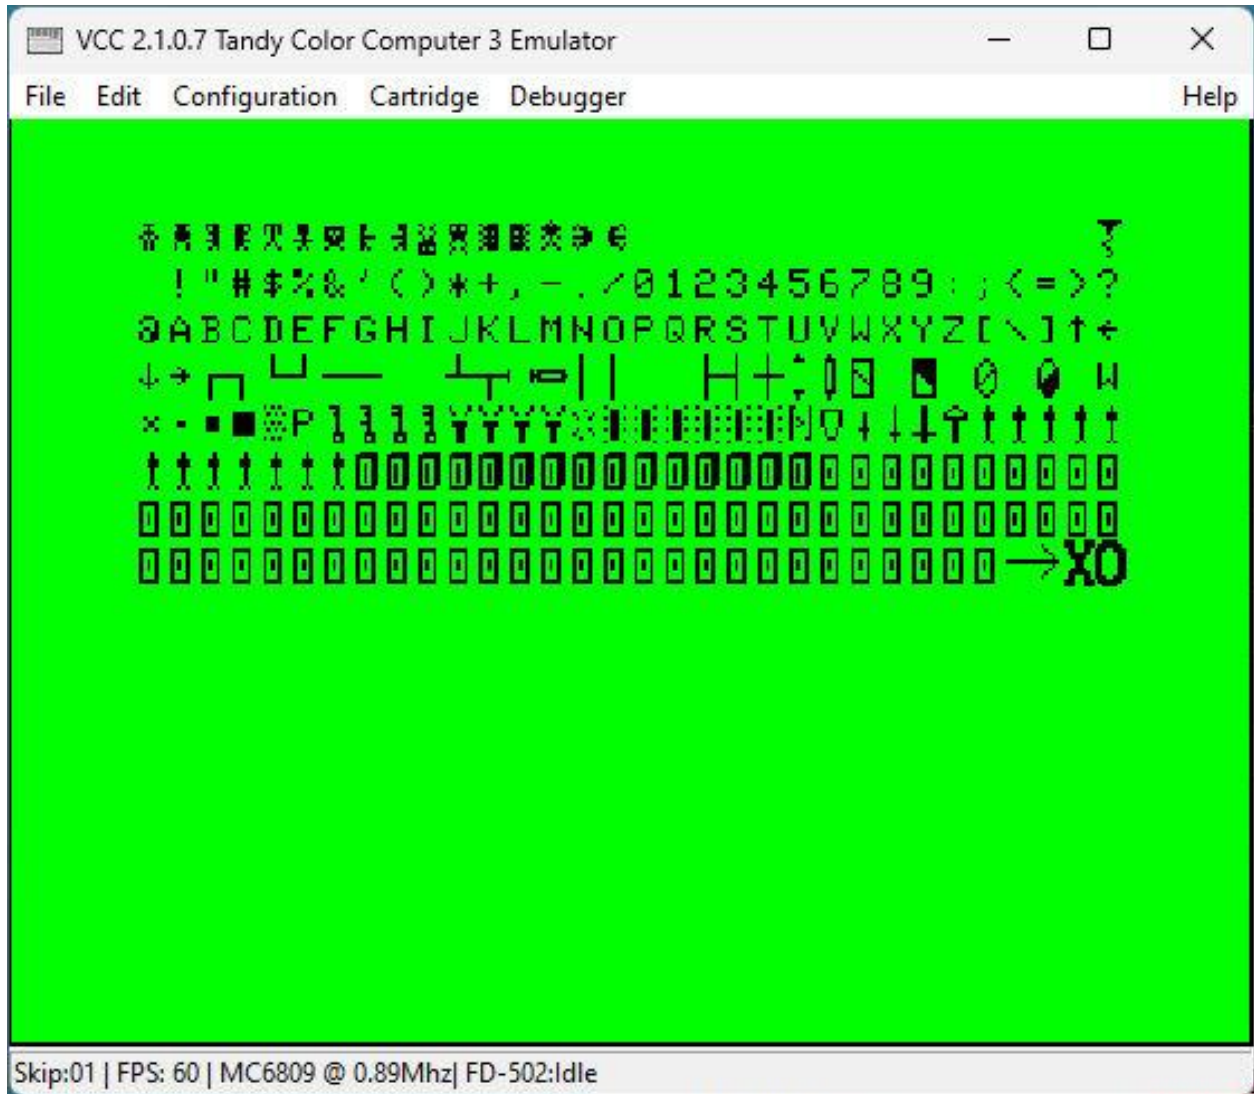 VCC 2.1.0.7 Tandy Color Computer 3 Emulator
File Edit Configuration Cartridge Debugger Help
!"#$%&'()*+,-./0123456789:;<=>?
@ABCDEFGHIJKLMNOPQRSTUVWXYZ[\]↑←
↓→
P
→XO
Skip:01 | FPS: 60 | MC6809 @ 0.89Mhz| FD-502:Idle